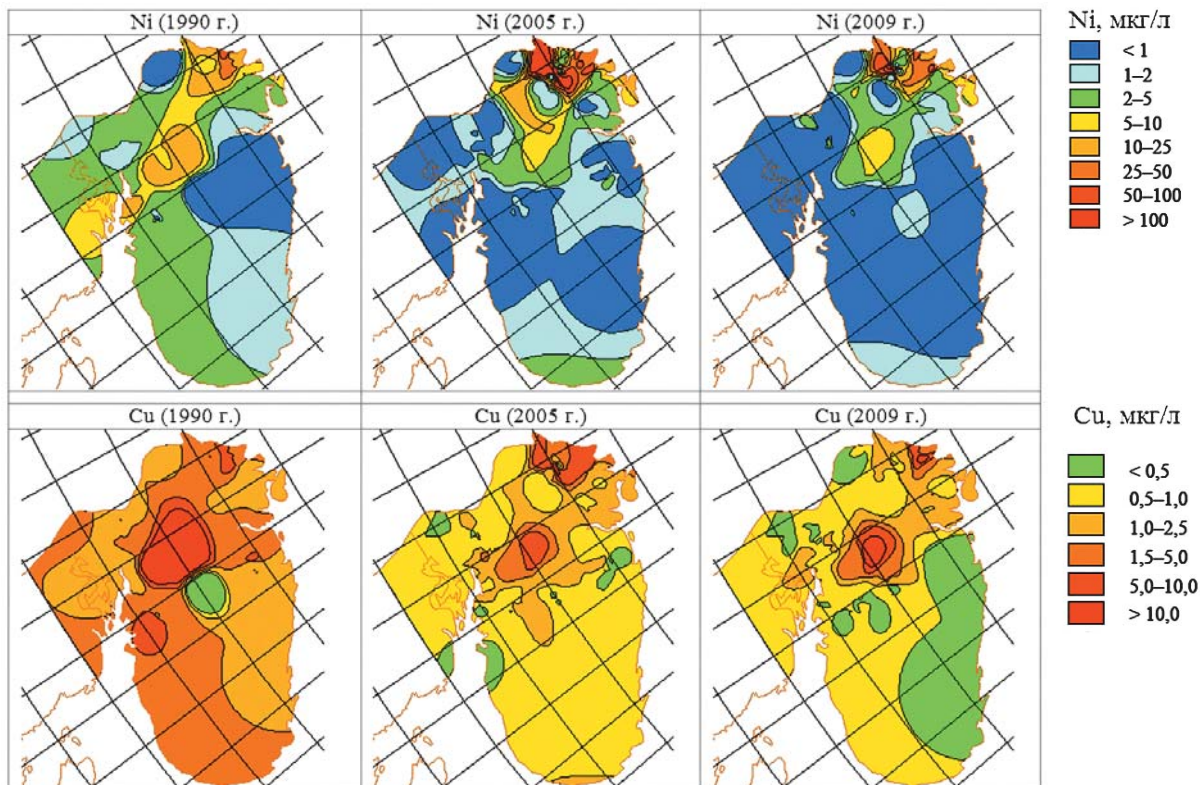 Ni (1990 г.)
Ni (2005 г.)
Ni (2009 г.)
Ni, мкг/л
< 1
1–2
2–5
5–10
10–25
25–50
50–100
> 100
Cu (1990 г.)
Cu (2005 г.)
Cu (2009 г.)
Cu, мкг/л
< 0,5
0,5–1,0
1,0–2,5
1,5–5,0
5,0–10,0
> 10,0